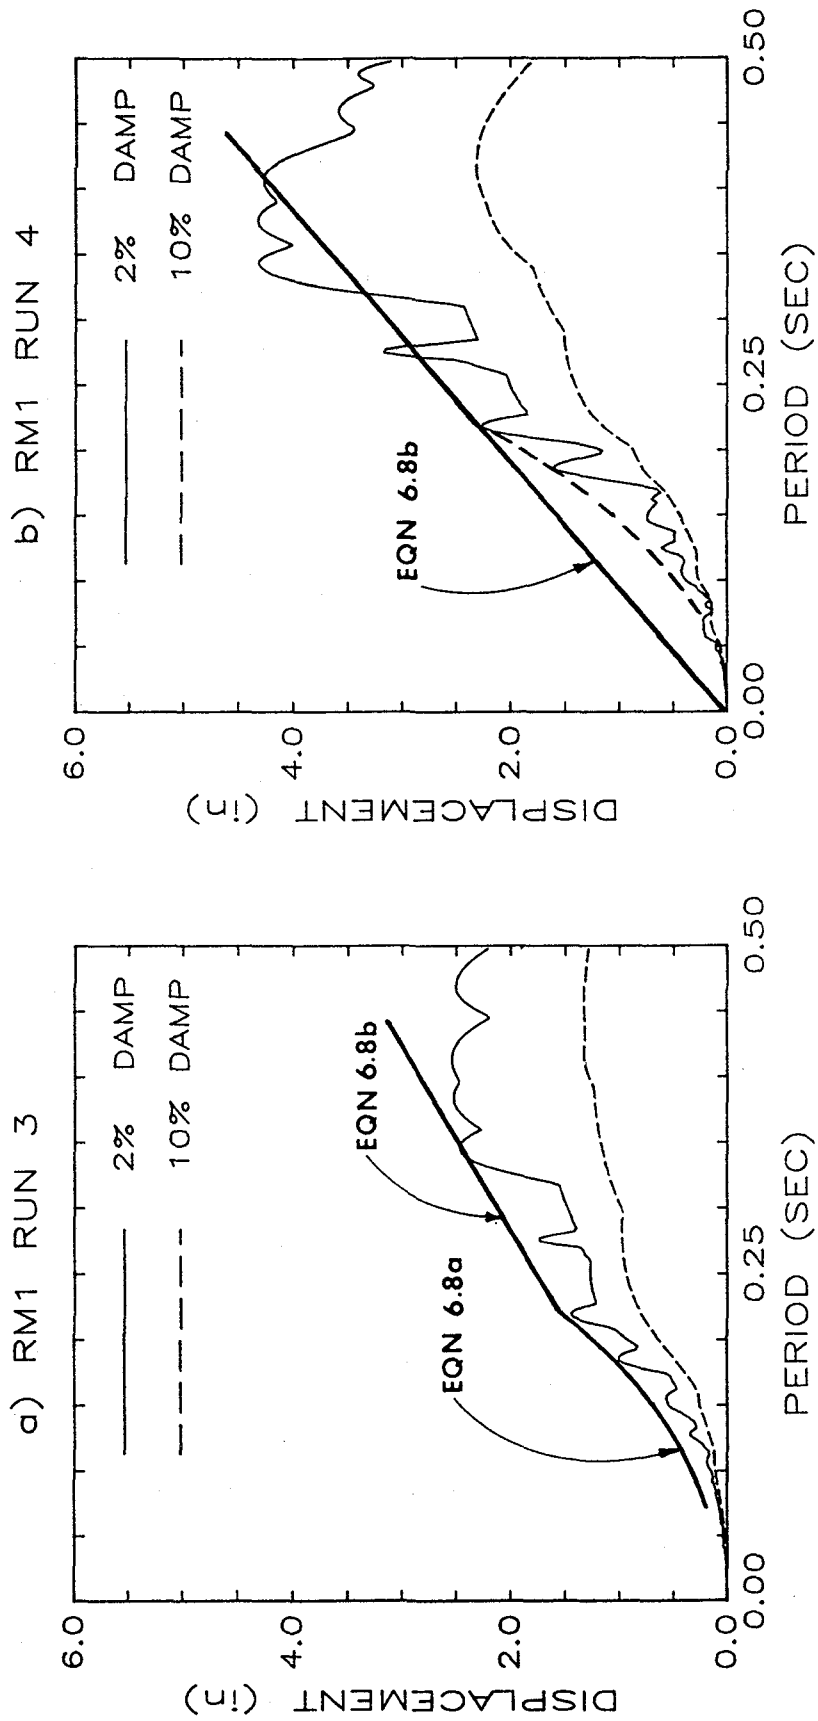 a) RM1 RUN 3
2% DAMP
10% DAMP
EQN 6.8b
EQN 6.8a
6.0
4.0
2.0
0.0
DISPLACEMENT (in)
0.00
0.25
0.50
PERIOD (SEC)
b) RM1 RUN 4
2% DAMP
10% DAMP
EQN 6.8b
6.0
4.0
2.0
0.0
DISPLACEMENT (in)
0.00
0.25
0.50
PERIOD (SEC)